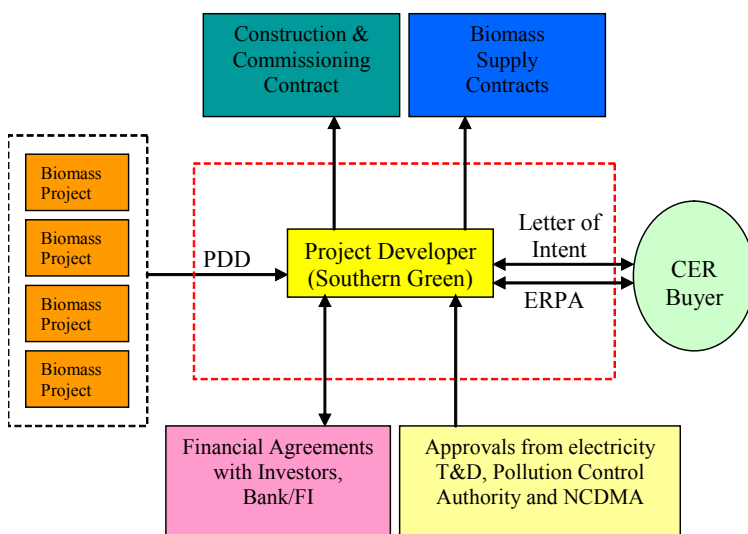 Construction &
Commissioning
Contract
Biomass
Supply
Contracts
Biomass
Project
Biomass
Project
Biomass
Project
Biomass
Project
PDD
Project Developer
(Southern Green)
Letter of
Intent
ERPA
CER
Buyer
Financial Agreements
with Investors,
Bank/FI
Approvals from electricity
T&D, Pollution Control
Authority and NCDMA